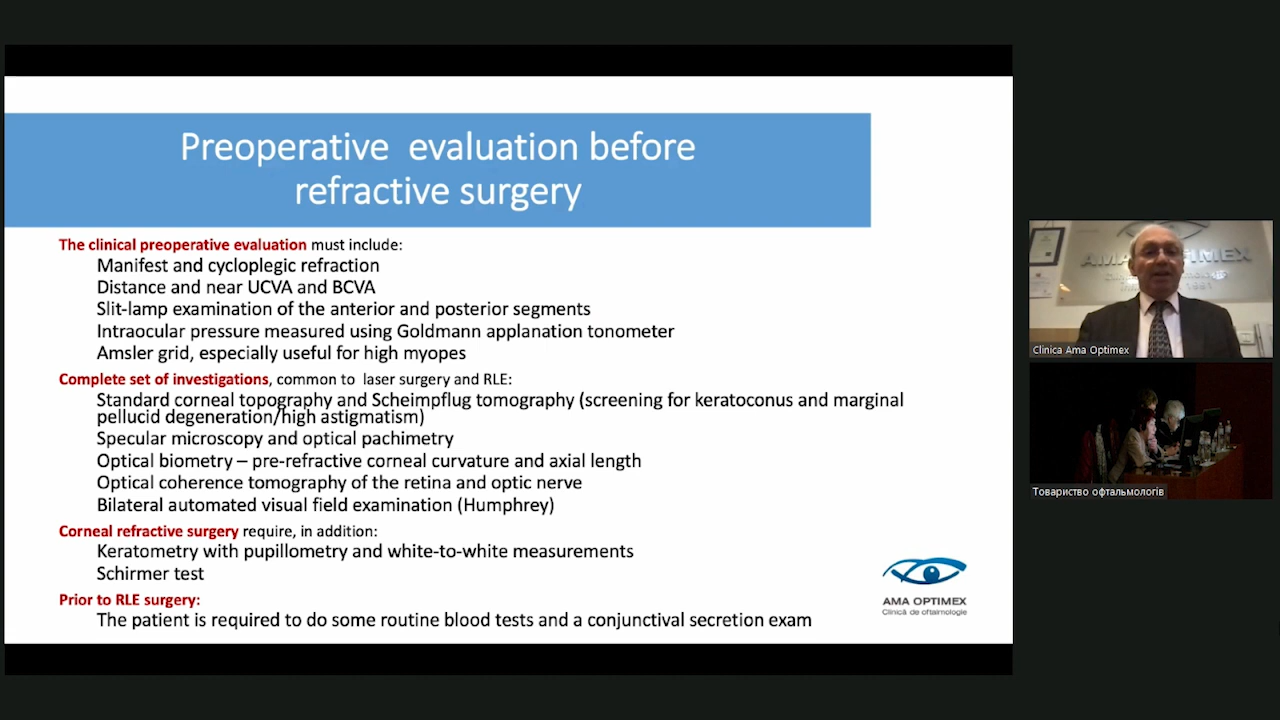 Preoperative evaluation before
refractive surgery
The clinical preoperative evaluation must include:
Manifest and cycloplegic refraction
Distance and near UCVA and BCVA
Slit-lamp examination of the anterior and posterior segments
Intraocular pressure measured using Goldmann applanation tonometer
Amsler grid, especially useful for high myopes
Complete set of investigations, common to laser surgery and RLE:
Standard corneal topography and Scheimpflug tomography (screening for keratoconus and marginal
pellucid degeneration/high astigmatism)
Specular microscopy and optical pachimetry
Optical biometry – pre-refractive corneal curvature and axial length
Optical coherence tomography of the retina and optic nerve
Bilateral automated visual field examination (Humphrey)
Corneal refractive surgery require, in addition:
Keratometry with pupillometry and white-to-white measurements
Schirmer test
Prior to RLE surgery:
The patient is required to do some routine blood tests and a conjunctival secretion exam
AMA OPTIMEX
Clinică de oftalmologie
Clinica Ama Optimex
Товариство офтальмологів